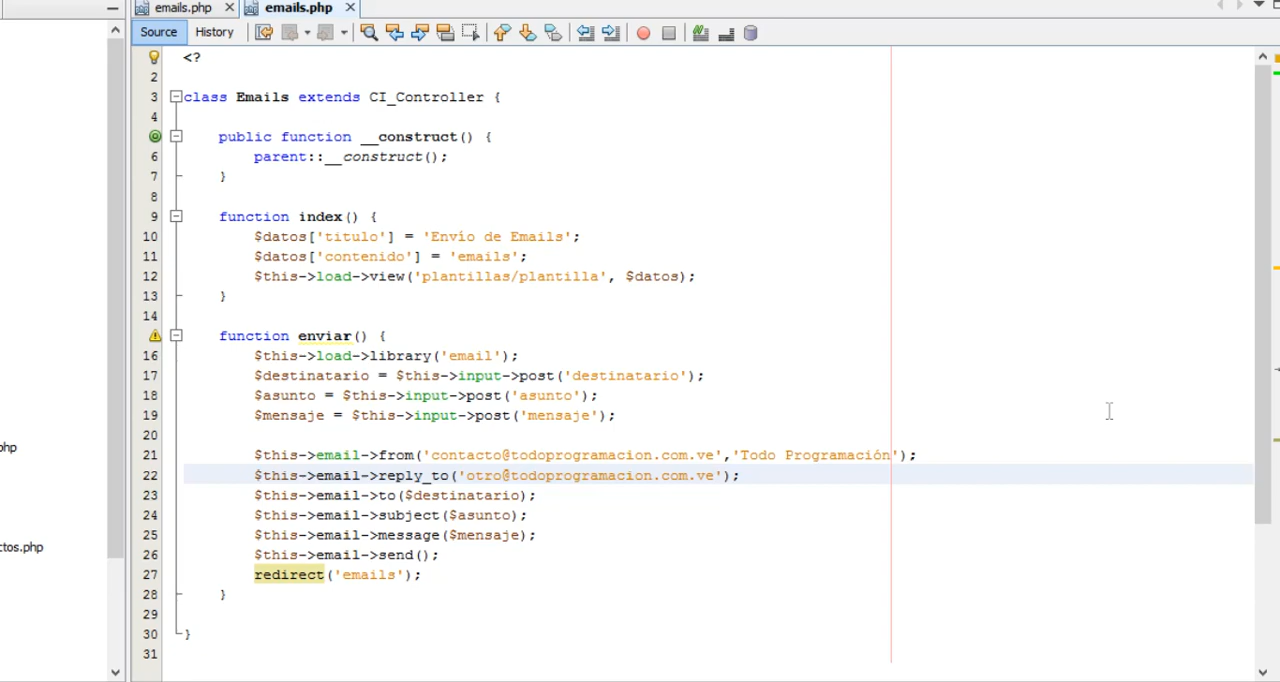 emails.php emails.php
Source History
<?
2
3 class Emails extends CI_Controller {
4
public function __construct() {
6 parent::__construct();
7 }
8
9 function index() {
10 $datos['titulo'] = 'Envío de Emails';
11 $datos['contenido'] = 'emails';
12 $this->load->view('plantillas/plantilla', $datos);
13 }
14
function enviar() {
16 $this->load->library('email');
17 $destinatario = $this->input->post('destinatario');
18 $asunto = $this->input->post('asunto');
19 $mensaje = $this->input->post('mensaje');
20
21 $this->email->from('contacto@todoprogramacion.com.ve','Todo Programación');
22 $this->email->reply_to('otro@todoprogramacion.com.ve');
23 $this->email->to($destinatario);
24 $this->email->subject($asunto);
25 $this->email->message($mensaje);
26 $this->email->send();
27 redirect('emails');
28 }
29
30 }
31
php
ctos.php